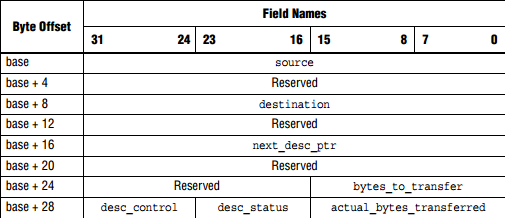 Byte Offset Field Names
31 24 23 16 15 8 7 0
base source
base + 4 Reserved
base + 8 destination
base + 12 Reserved
base + 16 next_desc_ptr
base + 20 Reserved
base + 24 Reserved bytes_to_transfer
base + 28 desc_control desc_status actual_bytes_transferred